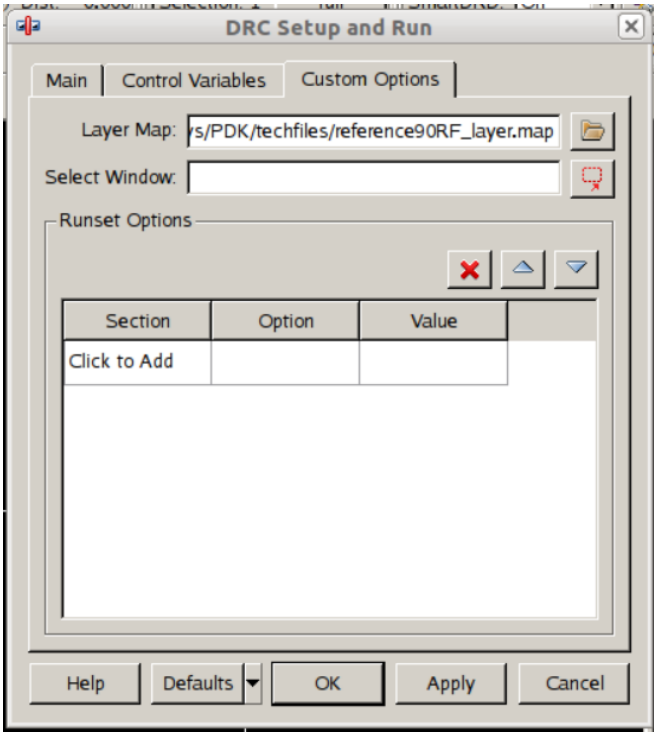 DRC Setup and Run
Main Control Variables Custom Options
Layer Map: /s/PDK/techfiles/reference90RF_layer.map
Select Window:
Runset Options
Section Option Value
Click to Add
Help Defaults OK Apply Cancel